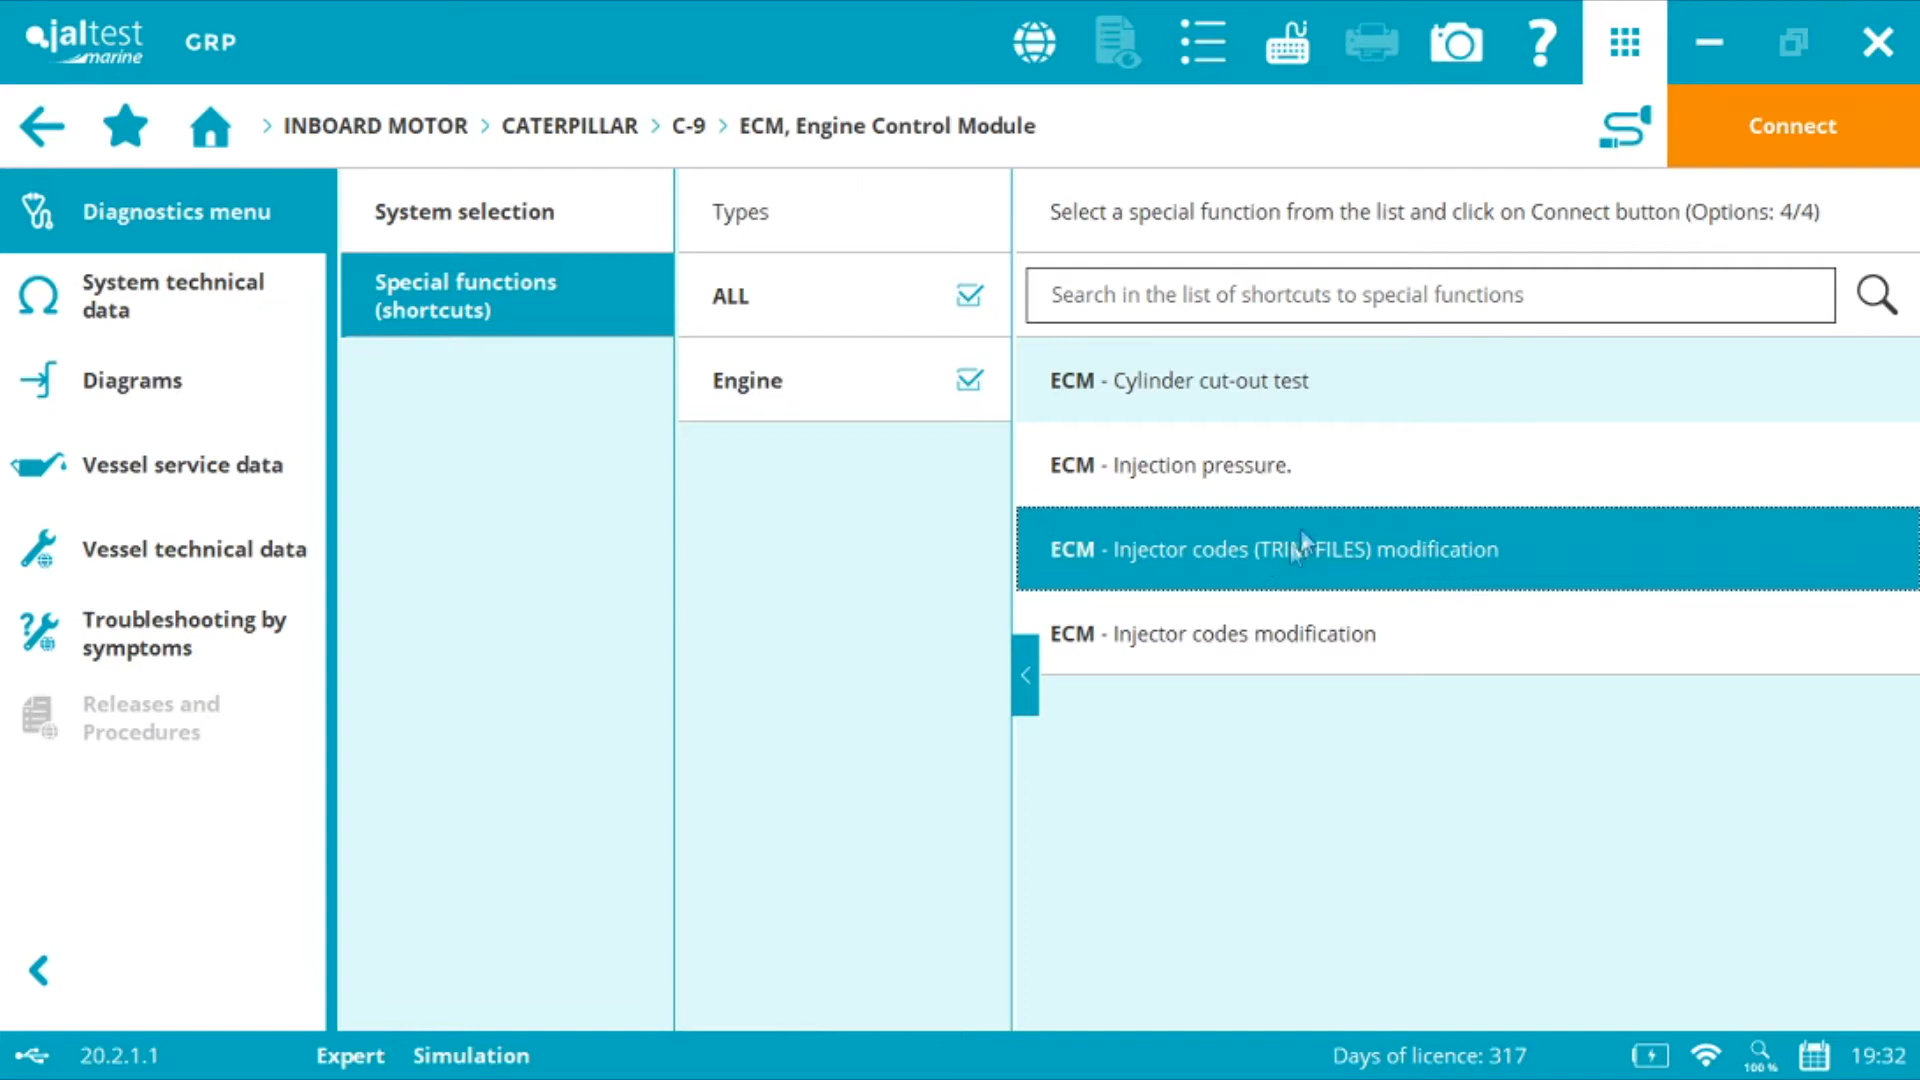 jaltest
marine
GRP
INBOARD MOTOR > CATERPILLAR > C-9 > ECM, Engine Control Module
Connect
Diagnostics menu
System technical
data
Diagrams
Vessel service data
Vessel technical data
Troubleshooting by
symptoms
Releases and
Procedures
System selection
Special functions
(shortcuts)
Types
ALL
Engine
Select a special function from the list and click on Connect button (Options: 4/4)
Search in the list of shortcuts to special functions
ECM - Cylinder cut-out test
ECM - Injection pressure.
ECM - Injector codes (TRIM FILES) modification
ECM - Injector codes modification
20.2.1.1
Expert
Simulation
Days of licence: 317
100 %
19:32